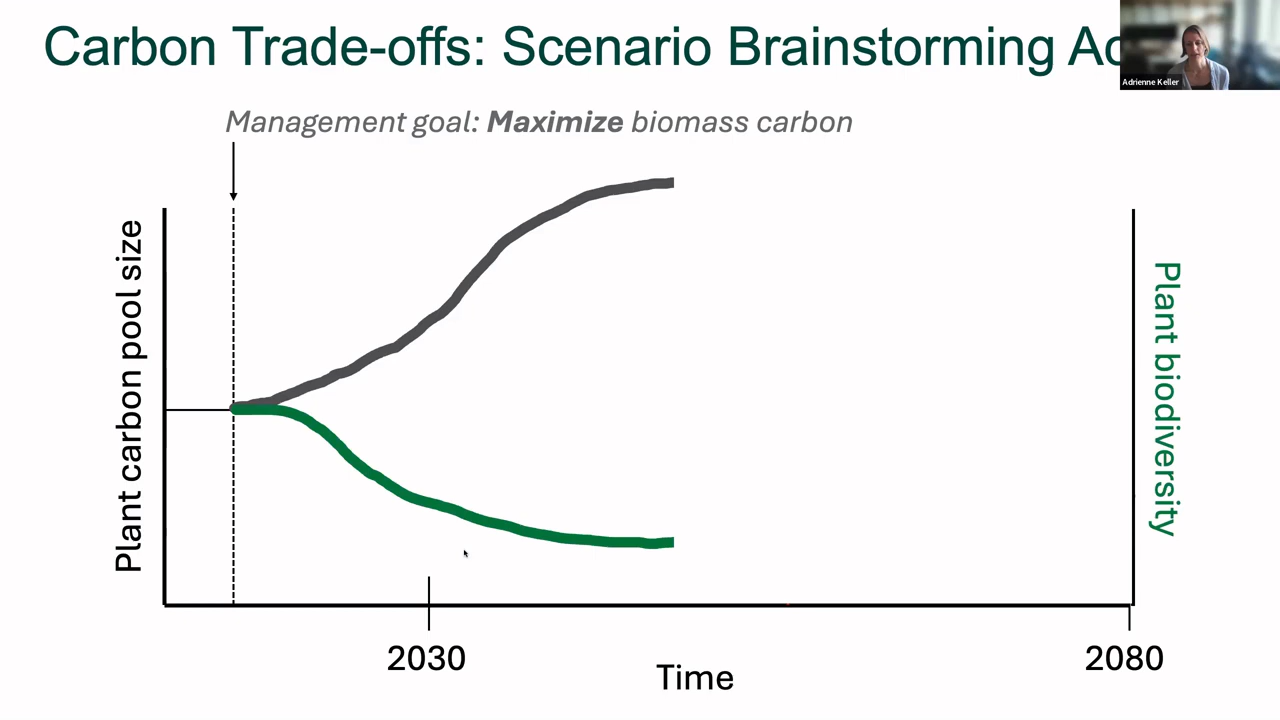 Carbon Trade-offs: Scenario Brainstorming Ac
Adrienne Keller
Management goal: Maximize biomass carbon
Plant carbon pool size
Plant biodiversity
2030
2080
Time